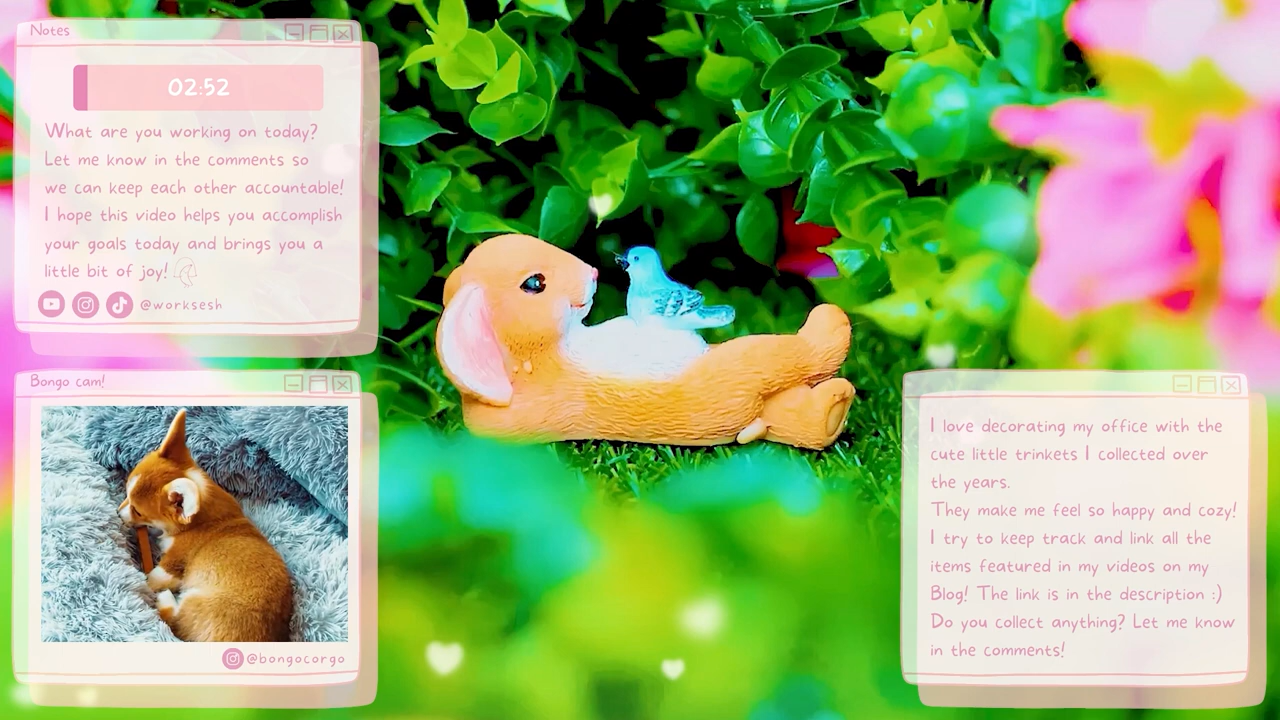 Notes
02:52
What are you working on today?
Let me know in the comments so
we can keep each other accountable!
I hope this video helps you accomplish
your goals today and brings you a
little bit of joy!
@worksesh
Bongo cam!
@bongocorgo
I love decorating my office with the
cute little trinkets I collected over
the years.
They make me feel so happy and cozy!
I try to keep track and link all the
items featured in my videos on my
Blog! The link is in the description :)
Do you collect anything? Let me know
in the comments!